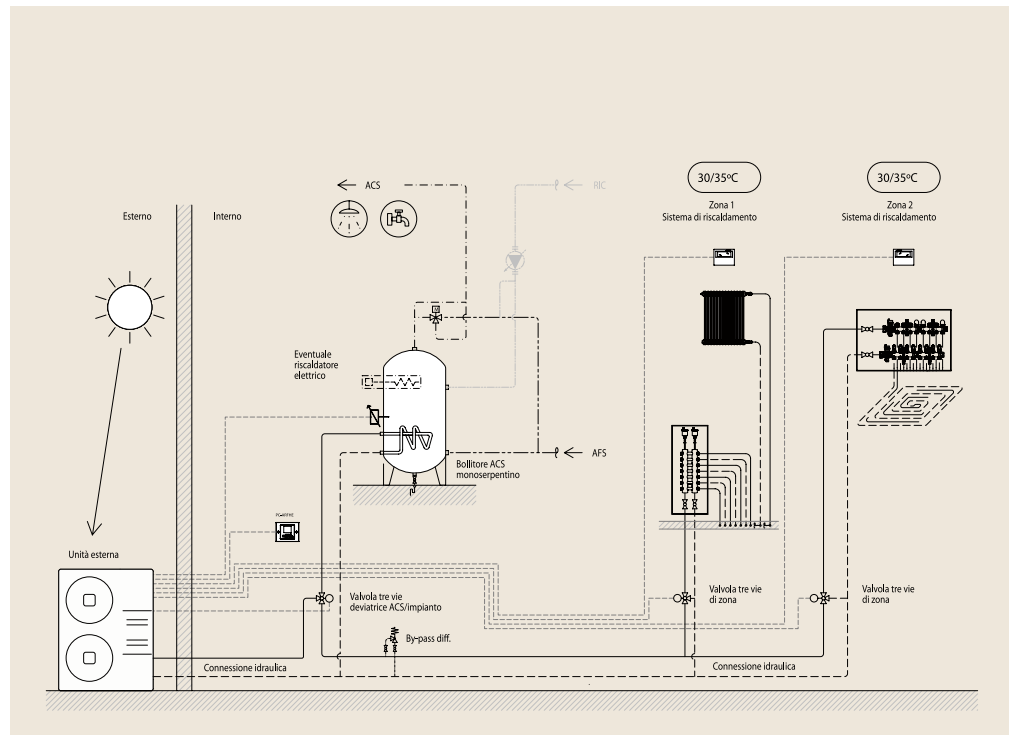 ACS
RIC
30/35ºC
30/35ºC
Esterno
Interno
Zona 1
Sistema di riscaldamento
Zona 2
Sistema di riscaldamento
M
Eventuale
riscaldatore
elettrico
AFS
Bollitore ACS
monoserpentino
Unità esterna
Valvola tre vie
deviatrice ACS/impianto
Valvola tre vie
di zona
Valvola tre vie
di zona
By-pass diff.
Connessione idraulica
Connessione idraulica